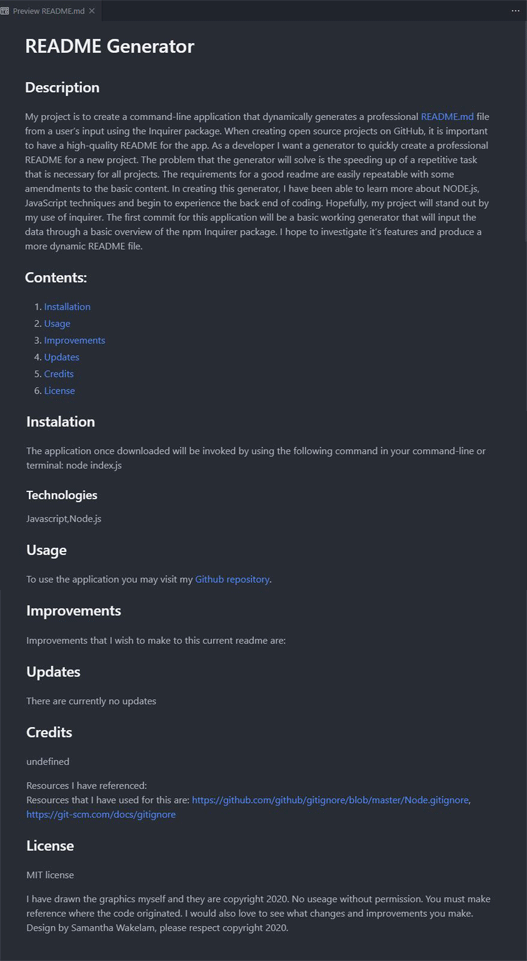 Preview README.md
README Generator
Description
My project is to create a command-line application that dynamically generates a professional README.md file
from a user's input using the Inquirer package. When creating open source projects on GitHub, it is important
to have a high-quality README for the app. As a developer I want a generator to quickly create a professional
README for a new project. The problem that the generator will solve is the speeding up of a repetitive task
that is necessary for all projects. The requirements for a good readme are easily repeatable with some
amendments to the basic content. In creating this generator, I have been able to learn more about NODE.js,
JavaScript techniques and begin to experience the back end of coding. Hopefully, my project will stand out by
my use of inquirer. The first commit for this application will be a basic working generator that will input the
data through a basic overview of the npm Inquirer package. I hope to investigate it's features and produce a
more dynamic README file.
Contents:
1. Installation
2. Usage
3. Improvements
4. Updates
5. Credits
6. License
Instalation
The application once downloaded will be invoked by using the following command in your command-line or
terminal: node index.js
Technologies
Javascript,Node.js
Usage
To use the application you may visit my Github repository.
Improvements
Improvements that I wish to make to this current readme are:
Updates
There are currently no updates
Credits
undefined
Resources I have referenced:
Resources that I have used for this are: https://github.com/github/gitignore/blob/master/Node.gitignore,
https://git-scm.com/docs/gitignore
License
MIT license
I have drawn the graphics myself and they are copyright 2020. No useage without permission. You must make
reference where the code originated. I would also love to see what changes and improvements you make.
Design by Samantha Wakelam, please respect copyright 2020.